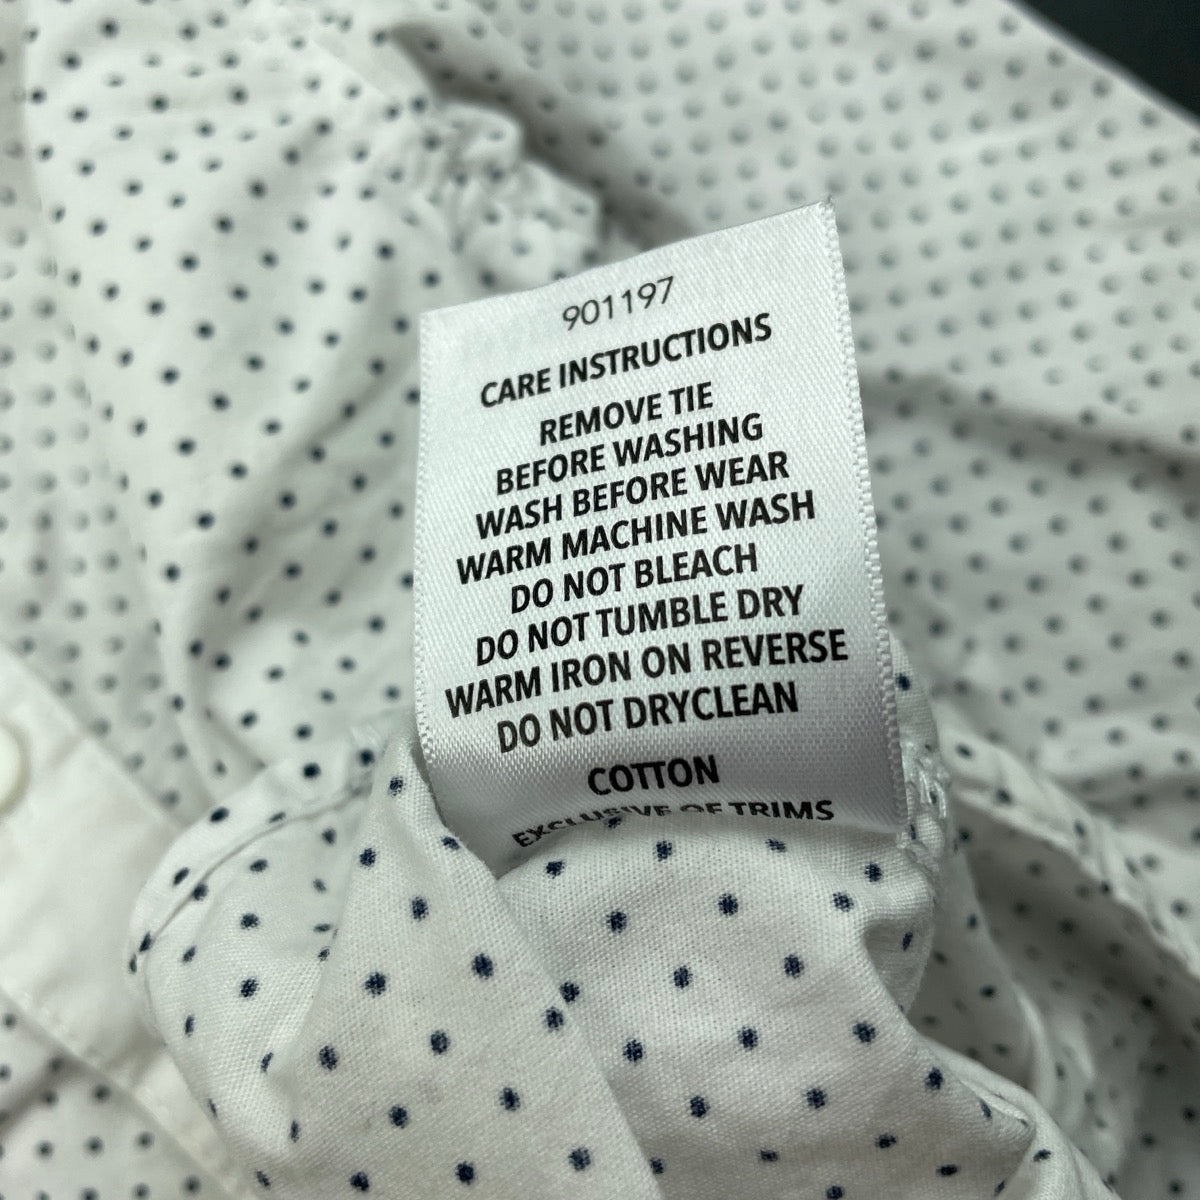 901197
CARE INSTRUCTIONS
REMOVE TIE
BEFORE WASHING
WASH BEFORE WEAR
WARM MACHINE WASH
DO NOT BLEACH
DO NOT TUMBLE DRY
WARM IRON ON REVERSE
DO NOT DRYCLEAN
COTTON
EXCLUSIVE OF TRIMS